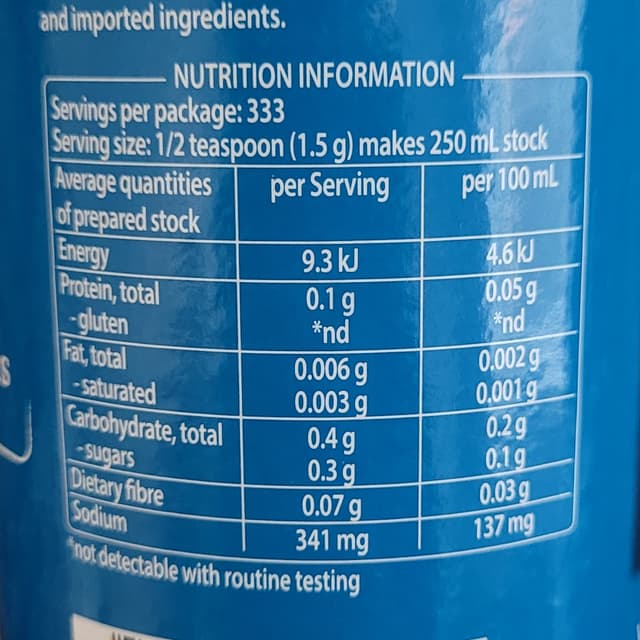 and imported ingredients.
NUTRITION INFORMATION
Servings per package: 333
Serving size: 1/2 teaspoon (1.5 g) makes 250 mL stock
Average quantities of prepared stock per Serving per 100 mL
Energy 9.3 kJ 4.6 kJ
Protein, total 0.1 g 0.05 g
-gluten *nd *nd
Fat, total 0.006 g 0.002 g
-saturated 0.003 g 0.001 g
Carbohydrate, total 0.4 g 0.2 g
-sugars 0.3 g 0.1 g
Dietary fibre 0.07 g 0.03 g
Sodium 341 mg 137 mg
*not detectable with routine testing